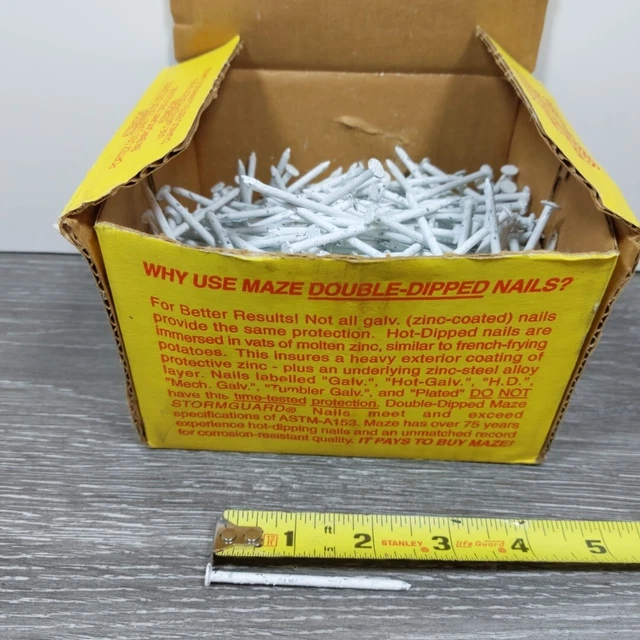 WHY USE MAZE DOUBLE-DIPPED NAILS?
For Better Results! Not all galv. (zinc-coated) nails
provide the same protection. Hot-Dipped nails are
immersed in vats of molten zinc, similar to french-frying
potatoes. This insures a heavy exterior coating of
protective zinc - plus an underlying zinc-steel alloy
layer. Nails labelled "Galv.", "Hot-Galv.", "H.D.",
"Mech. Galv.", "Tumbler Galv.", and "Plated" DO NOT
have this time-tested protection. Double-Dipped Maze
STORMGUARD® Nails meet and exceed
specifications of ASTM-A153. Maze has over 75 years
experience hot-dipping nails and an unmatched record
for corrosion-resistant quality. IT PAYS TO BUY MAZE!
1 ft in 2 STANLEY 3 life Guard 4 5